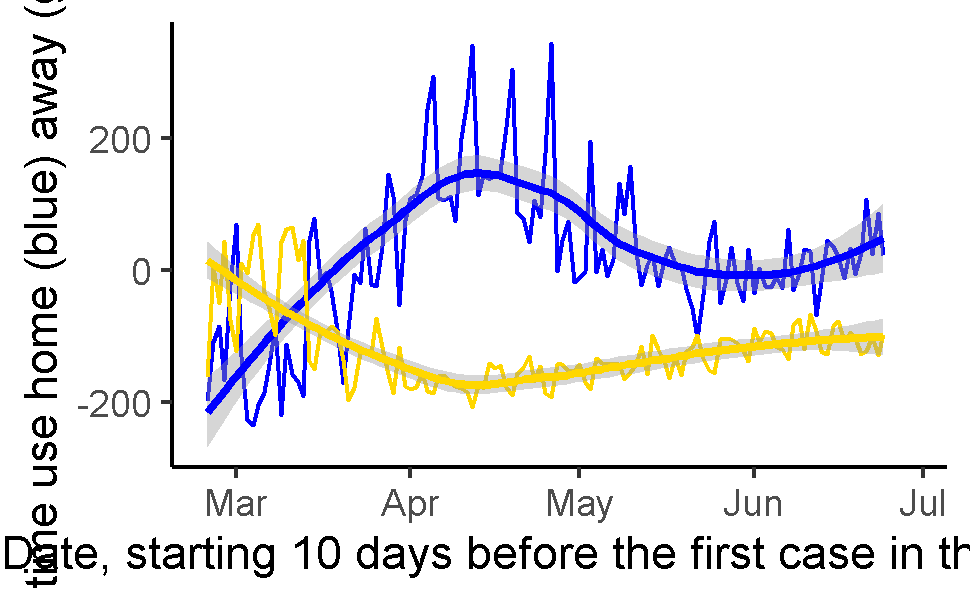 time use home (blue) away (
200
0
-200
Mar Apr May Jun Jul
Date, starting 10 days before the first case in th